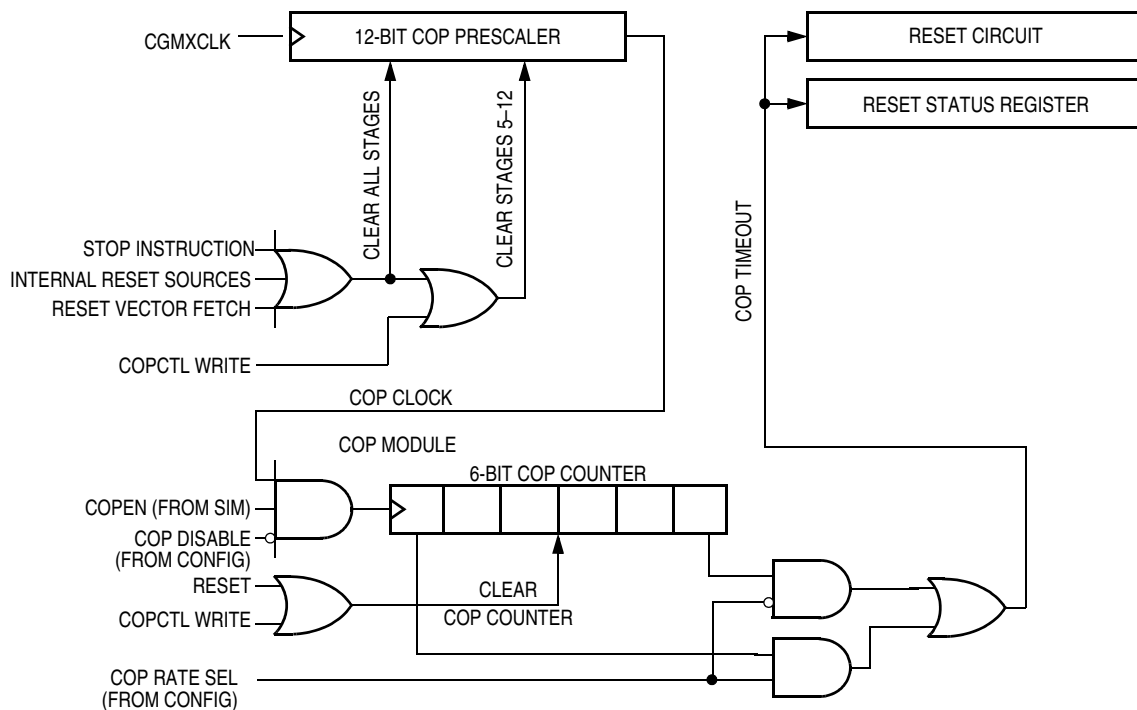 CGMXCLK
12-BIT COP PRESCALER
RESET CIRCUIT
RESET STATUS REGISTER
CLEAR ALL STAGES
CLEAR STAGES 5–12
COP TIMEOUT
STOP INSTRUCTION
INTERNAL RESET SOURCES
RESET VECTOR FETCH
COPCTL WRITE
COP CLOCK
COP MODULE
6-BIT COP COUNTER
COPEN (FROM SIM)
COP DISABLE
(FROM CONFIG)
RESET
COPCTL WRITE
CLEAR
COP COUNTER
COP RATE SEL
(FROM CONFIG)